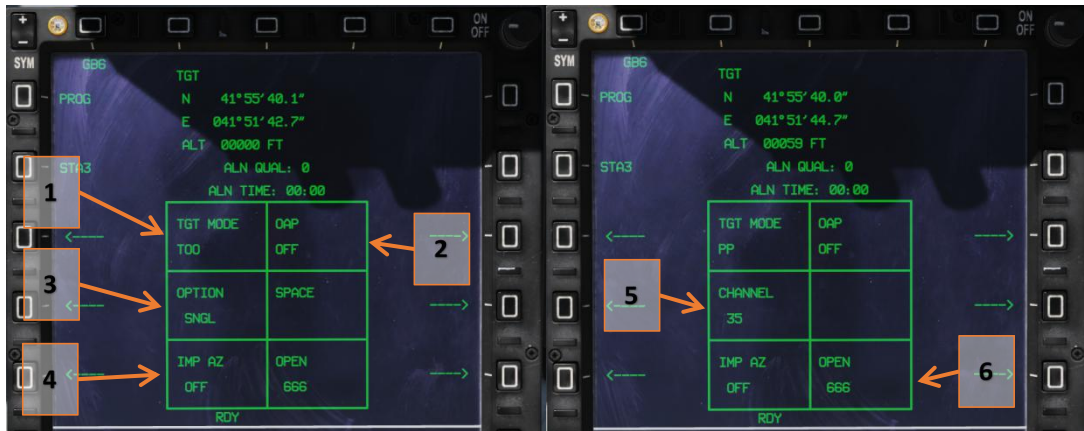 +
-
SYM
ON
OFF
GB6
PROG
STA3
TGT
N 41°55'40.1"
E 041°51'42.7"
ALT 00000 FT
ALN QUAL: 0
ALN TIME: 00:00
TGT MODE
TOO
OAP
OFF
OPTION
SNGL
SPACE
IMP AZ
OFF
OPEN
666
RDY
1
2
3
4
+
-
SYM
ON
OFF
GB6
PROG
STA3
TGT
N 41°55'40.0"
E 041°51'44.7"
ALT 00059 FT
ALN QUAL: 0
ALN TIME: 00:00
TGT MODE
PP
OAP
OFF
CHANNEL
35
IMP AZ
OFF
OPEN
666
RDY
5
6